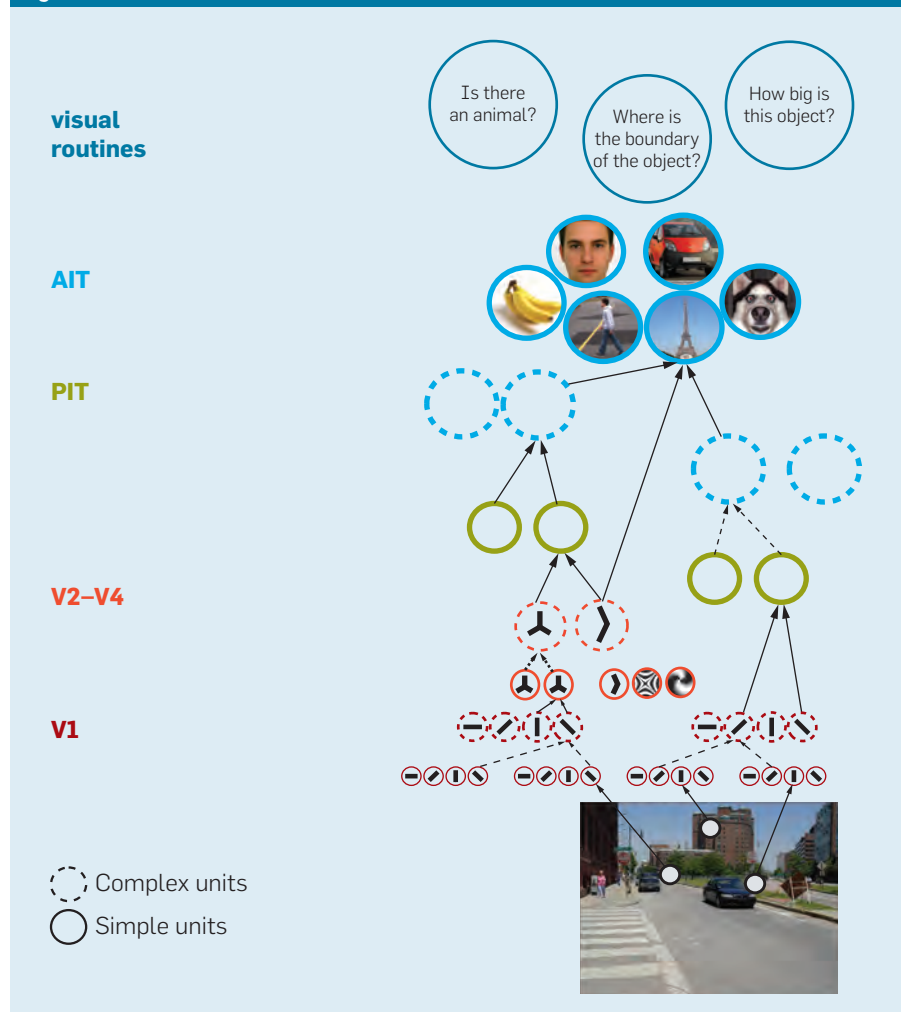 visual
routines
Is there
an animal?
Where is
the boundary
of the object?
How big is
this object?
AIT
PIT
V2–V4
V1
Complex units
Simple units